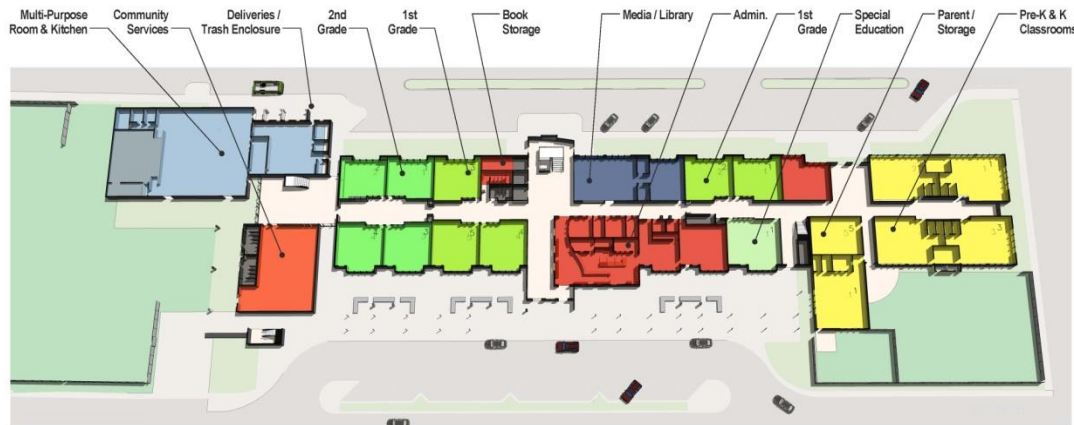 Multi-Purpose
Room & Kitchen
Community
Services
Deliveries /
Trash Enclosure
2nd
Grade
1st
Grade
Book
Storage
Media / Library
Admin.
1st
Grade
Special
Education
Parent /
Storage
Pre-K & K
Classrooms